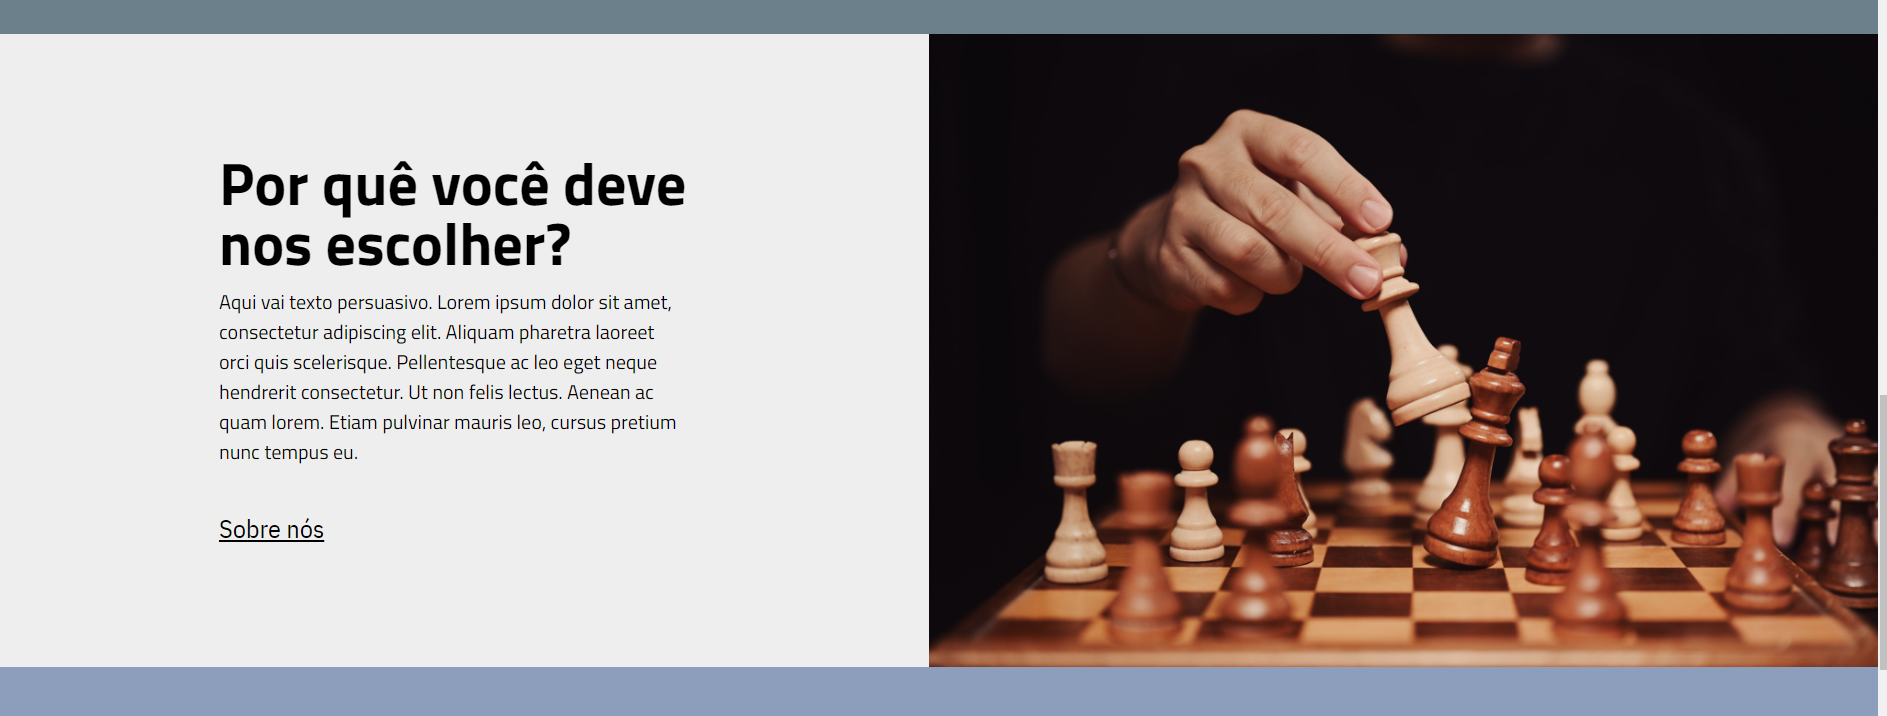 Por quê você deve
nos escolher?
Aqui vai texto persuasivo. Lorem ipsum dolor sit amet,
consectetur adipiscing elit. Aliquam pharetra laoreet
orci quis scelerisque. Pellentesque ac leo eget neque
hendrerit consectetur. Ut non felis lectus. Aenean ac
quam lorem. Etiam pulvinar mauris leo, cursus pretium
nunc tempus eu.
Sobre nós